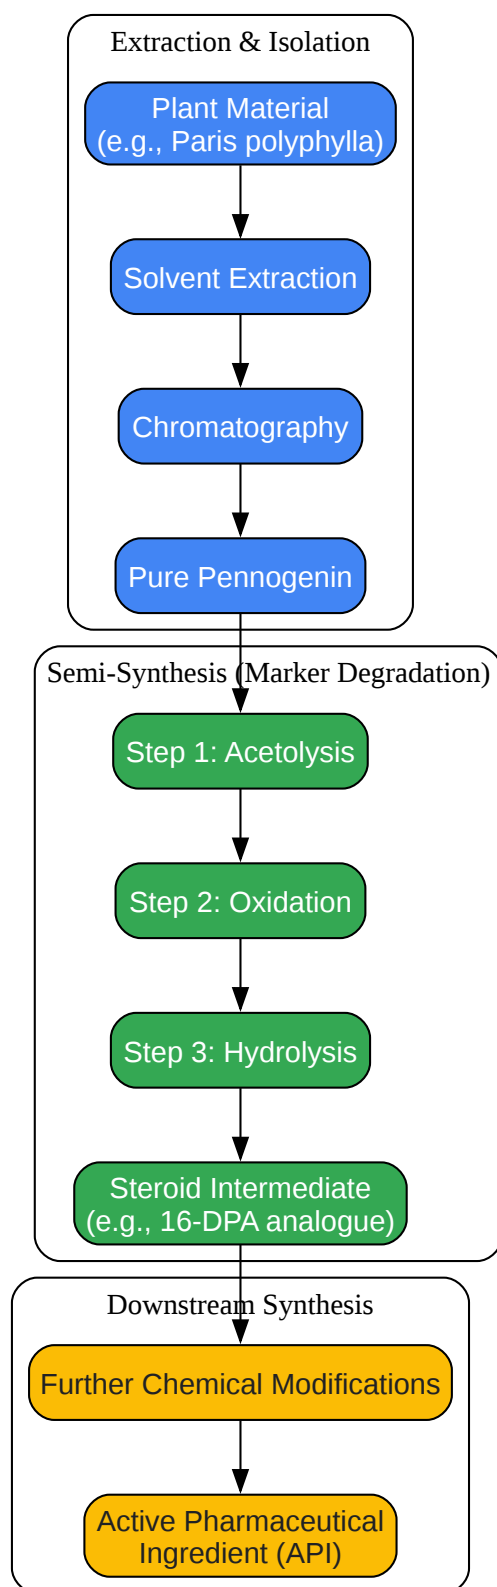 Extraction & Isolation
Plant Material
(e.g., Paris polyphylla)
Solvent Extraction
Chromatography
Pure Pennogenin
Semi-Synthesis (Marker Degradation)
Step 1: Acetolysis
Step 2: Oxidation
Step 3: Hydrolysis
Steroid Intermediate
(e.g., 16-DPA analogue)
Downstream Synthesis
Further Chemical Modifications
Active Pharmaceutical
Ingredient (API)